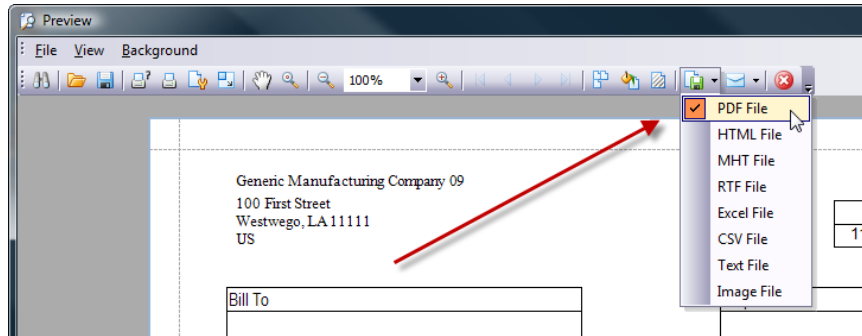 Preview
File View Background
100%
PDF File
HTML File
MHT File
RTF File
Excel File
CSV File
Text File
Image File
Generic Manufacturing Company 09
100 First Street
Westwego, LA 11111
US
Bill To